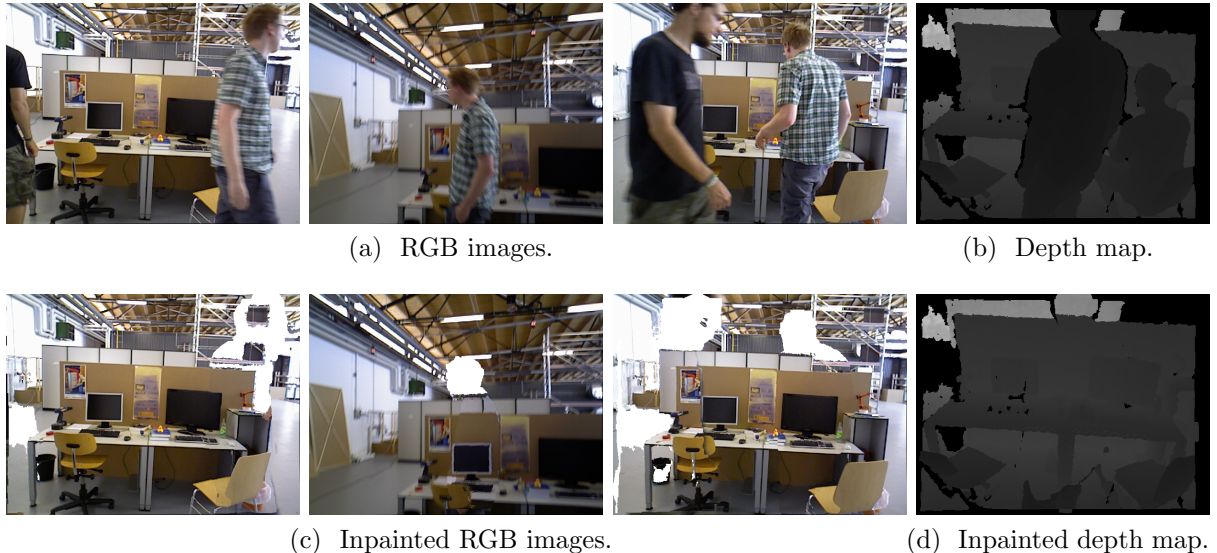 (a) RGB images.
(b) Depth map.
(c) Inpainted RGB images.
(d) Inpainted depth map.